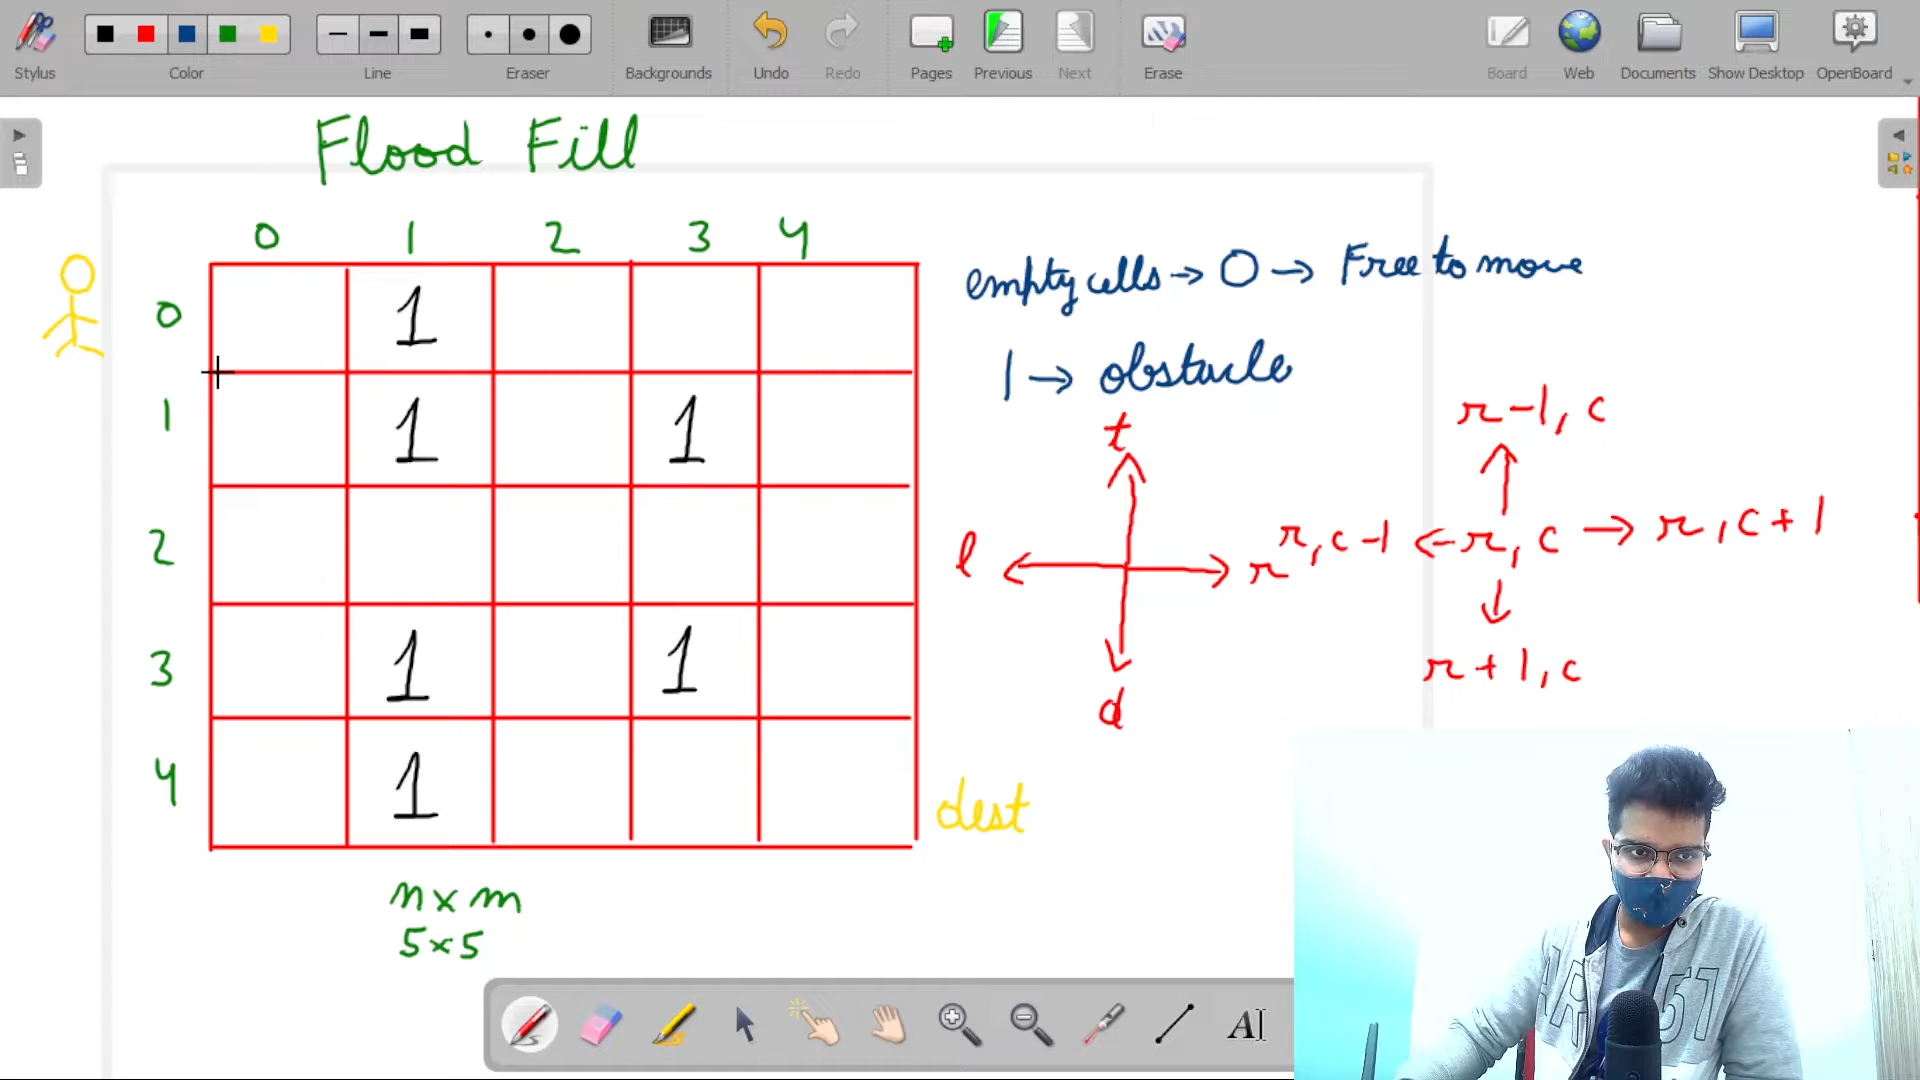 Stylus
Color
Line
Eraser
Backgrounds
Undo
Redo
Pages
Previous
Next
Erase
Board
Web
Documents
Show Desktop
OpenBoard
Flood Fill
0 1 2 3 4
0 1
1 1 1
2
3 1 1
4 1
n x m
5 x 5
dest
empty cells → 0 → Free to move
1 → obstacle
t
l r
d
r-1, c
r, c-1 ← r, c → r, c+1
r+1, c
AI
51